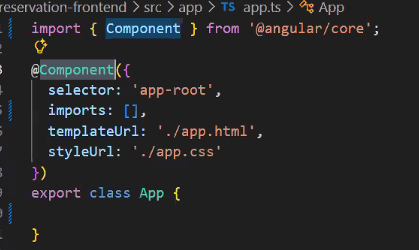 reservation-frontend > src > app > TS app.ts > App
import { Component } from '@angular/core';
@Component({
selector: 'app-root',
imports: [],
templateUrl: './app.html',
styleUrl: './app.css'
})
export class App {
}